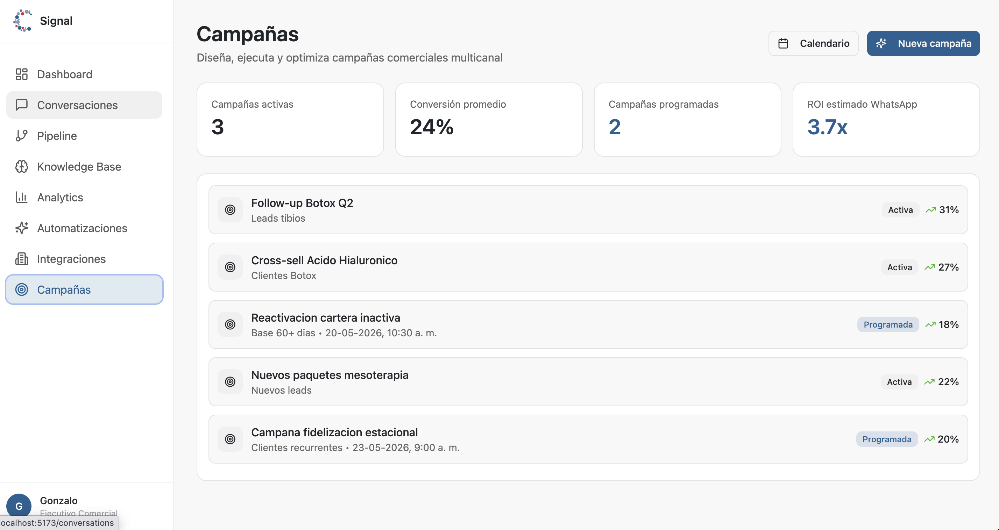 Signal
Dashboard
Conversaciones
Pipeline
Knowledge Base
Analytics
Automatizaciones
Integraciones
Campañas
G
Gonzalo
Ejecutivo Comercial
localhost:5173/conversations
Campañas
Diseña, ejecuta y optimiza campañas comerciales multicanal
Calendario
Nueva campaña
Campañas activas
3
Conversión promedio
24%
Campañas programadas
2
ROI estimado WhatsApp
3.7x
Follow-up Botox Q2
Leads tibios
Activa 31%
Cross-sell Acido Hialuronico
Clientes Botox
Activa 27%
Reactivacion cartera inactiva
Base 60+ dias • 20-05-2026, 10:30 a. m.
Programada 18%
Nuevos paquetes mesoterapia
Nuevos leads
Activa 22%
Campana fidelizacion estacional
Clientes recurrentes • 23-05-2026, 9:00 a. m.
Programada 20%